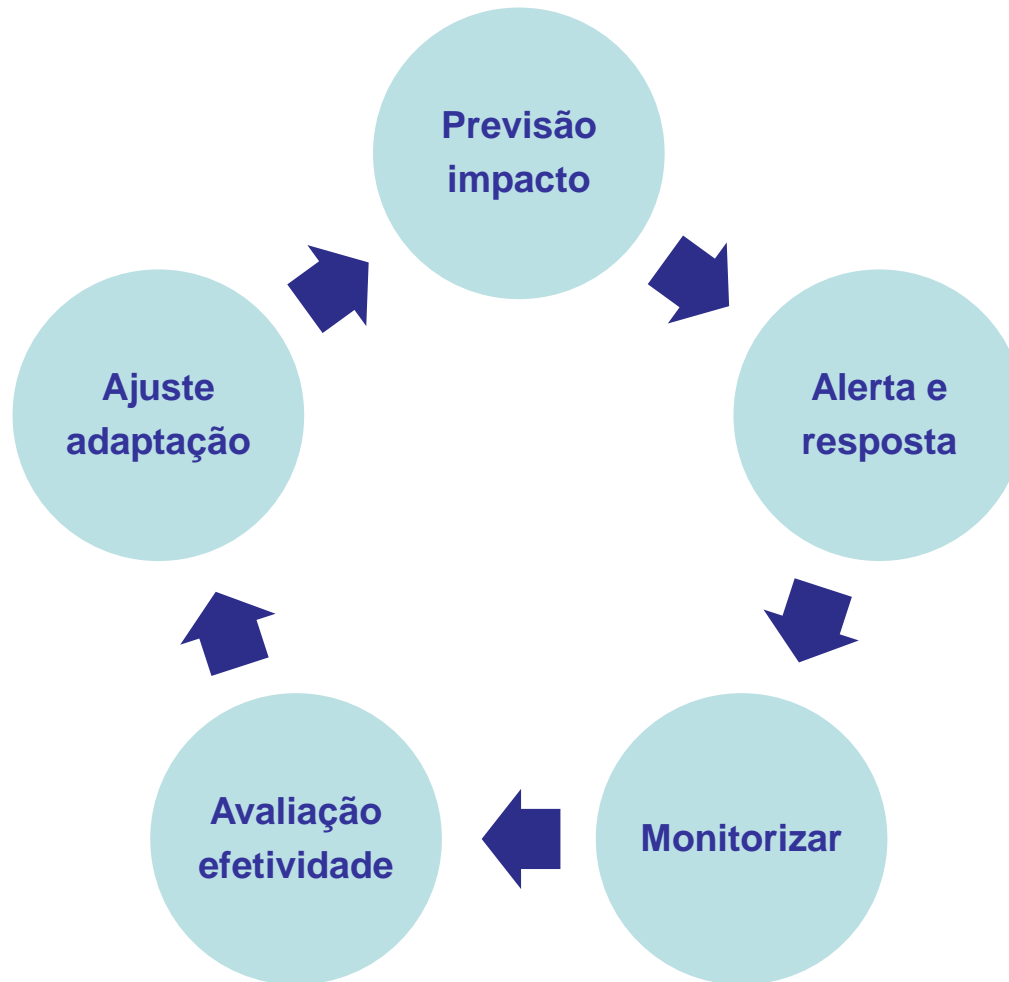 Previsão
impacto
Alerta e
resposta
Monitorizar
Avaliação
efetividade
Ajuste
adaptação